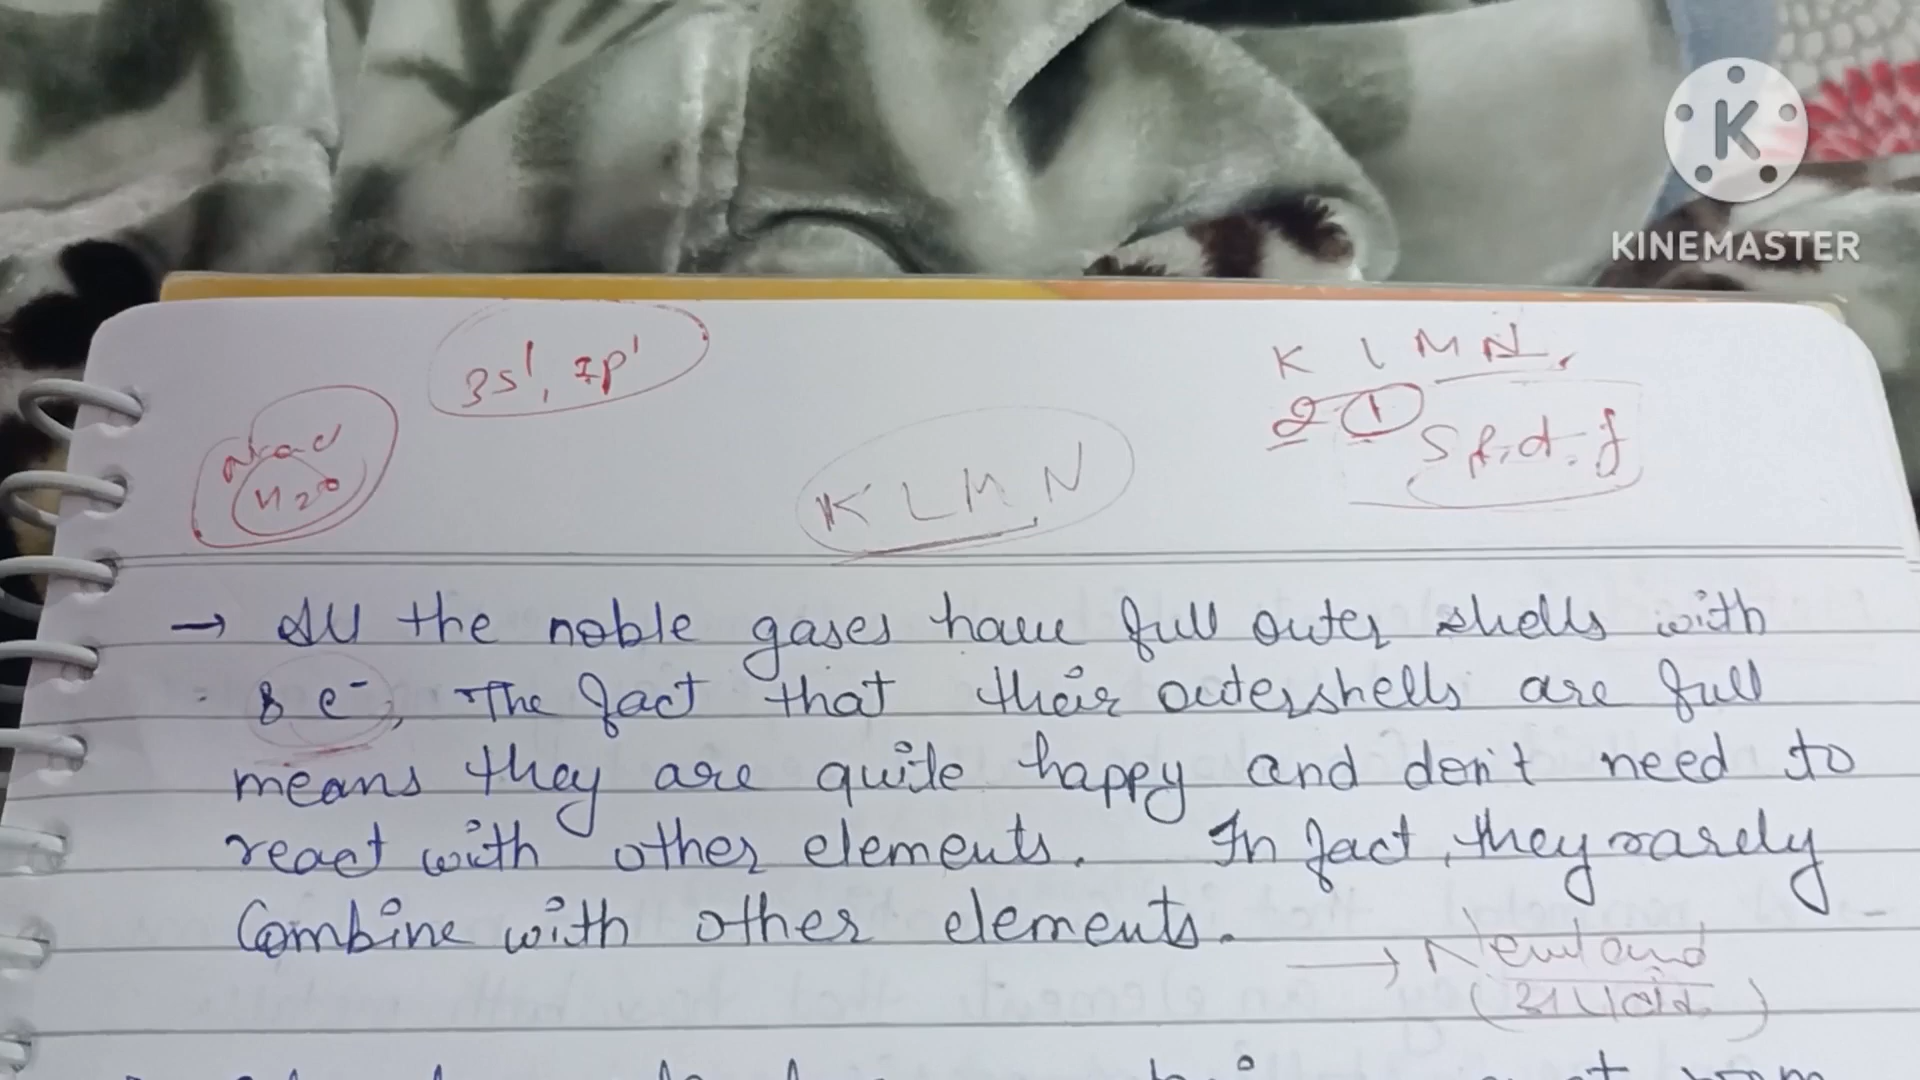 KINEMASTER
3s¹, 2p¹
K L M N,
2 1
S p, d, f
H2O
K L M N
→ All the noble gases have full outer shells with
8 e⁻, The fact that their outershells are full
means they are quite happy and don't need to
react with other elements. In fact, they rarely
Combine with other elements.
→ Newland